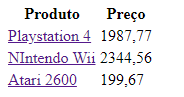 Produto Preço
Playstation 4 1987,77
NIntendo Wii 2344,56
Atari 2600 199,67